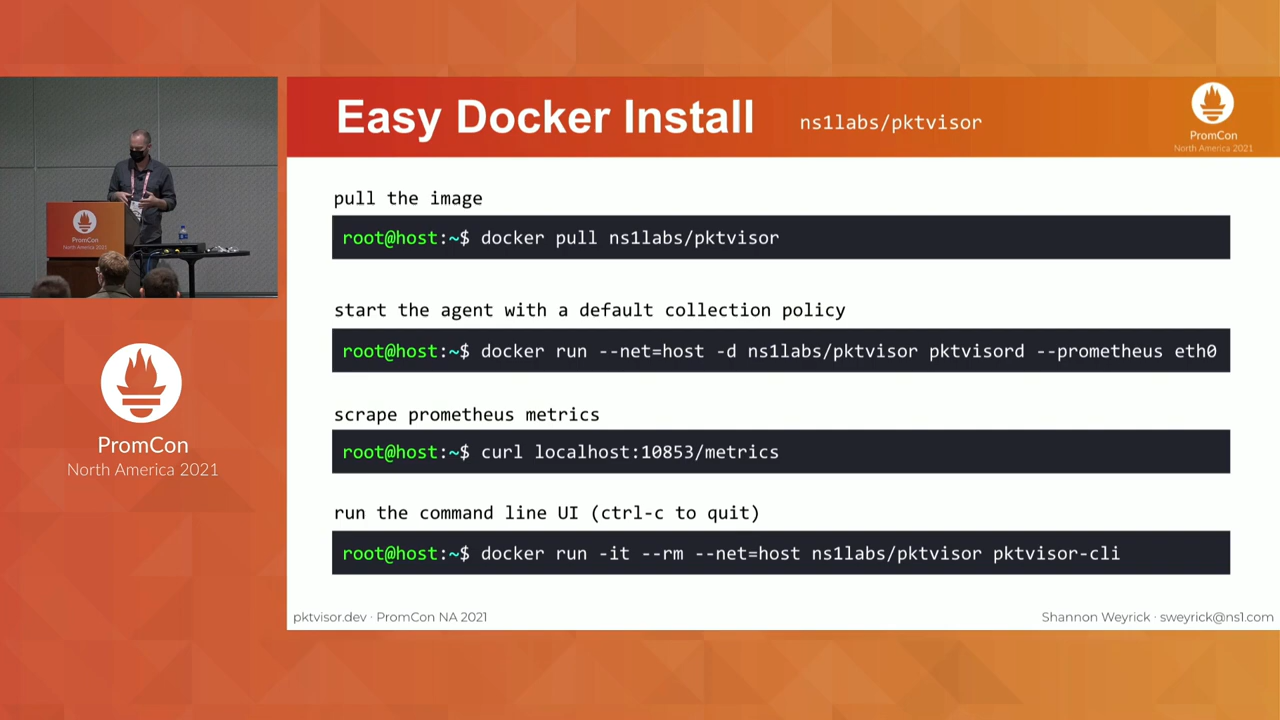 Easy Docker Install
ns1labs/pktvisor
PromCon
North America 2021
pull the image
root@host:~$ docker pull ns1labs/pktvisor
start the agent with a default collection policy
root@host:~$ docker run --net=host -d ns1labs/pktvisor pktvisord --prometheus eth0
scrape prometheus metrics
root@host:~$ curl localhost:10853/metrics
run the command line UI (ctrl-c to quit)
root@host:~$ docker run -it --rm --net=host ns1labs/pktvisor pktvisor-cli
pktvisor.dev · PromCon NA 2021
Shannon Weyrick · sweyrick@ns1.com
PromCon
North America 2021
PromCon
North America 2021